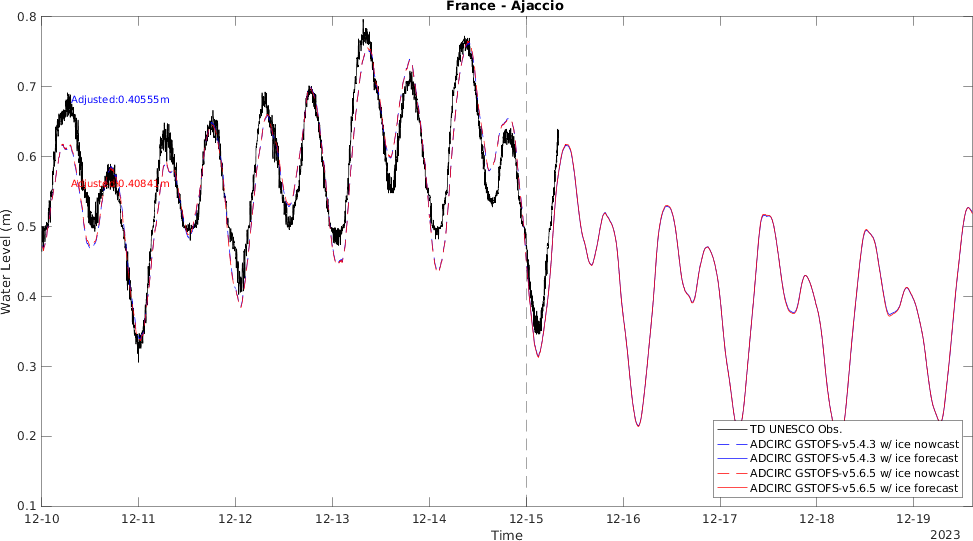 France - Ajaccio
0.8
0.7
0.6
0.5
0.4
0.3
0.2
0.1
Water Level (m)
Adjusted:0.40555m
Adjusted:0.40843m
TD UNESCO Obs.
ADCIRC GSTOFS-v5.4.3 w/ ice nowcast
ADCIRC GSTOFS-v5.4.3 w/ ice forecast
ADCIRC GSTOFS-v5.6.5 w/ ice nowcast
ADCIRC GSTOFS-v5.6.5 w/ ice forecast
12-10 12-11 12-12 12-13 12-14 12-15 12-16 12-17 12-18 12-19
Time
2023